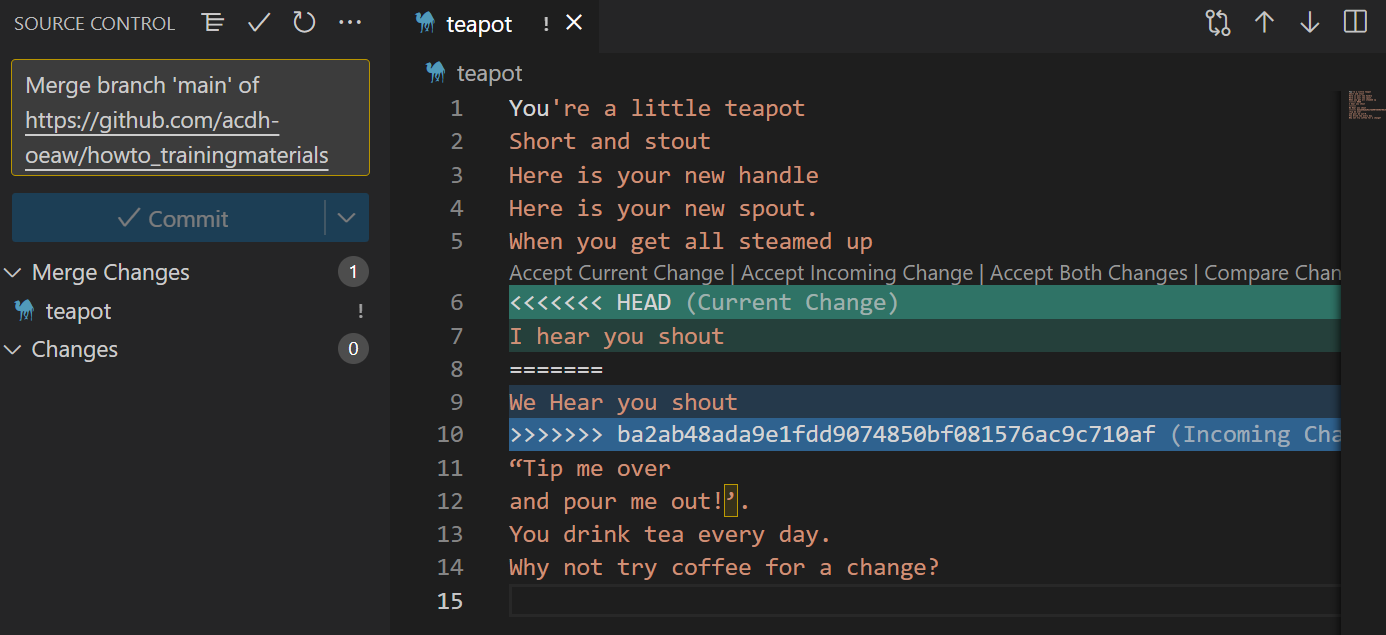 SOURCE CONTROL
Merge branch 'main' of
https://github.com/acdh-
oeaw/howto_trainingmaterials
Commit
Merge Changes 1
teapot !
Changes 0
teapot ! ×
teapot
1 You're a little teapot
2 Short and stout
3 Here is your new handle
4 Here is your new spout.
5 When you get all steamed up
Accept Current Change | Accept Incoming Change | Accept Both Changes | Compare Chan
6 <<<<<<< HEAD (Current Change)
7 I hear you shout
8 =======
9 We Hear you shout
10 >>>>>>> ba2ab48ada9e1fdd9074850bf081576ac9c710af (Incoming Cha
11 “Tip me over
12 and pour me out!’.
13 You drink tea every day.
14 Why not try coffee for a change?
15